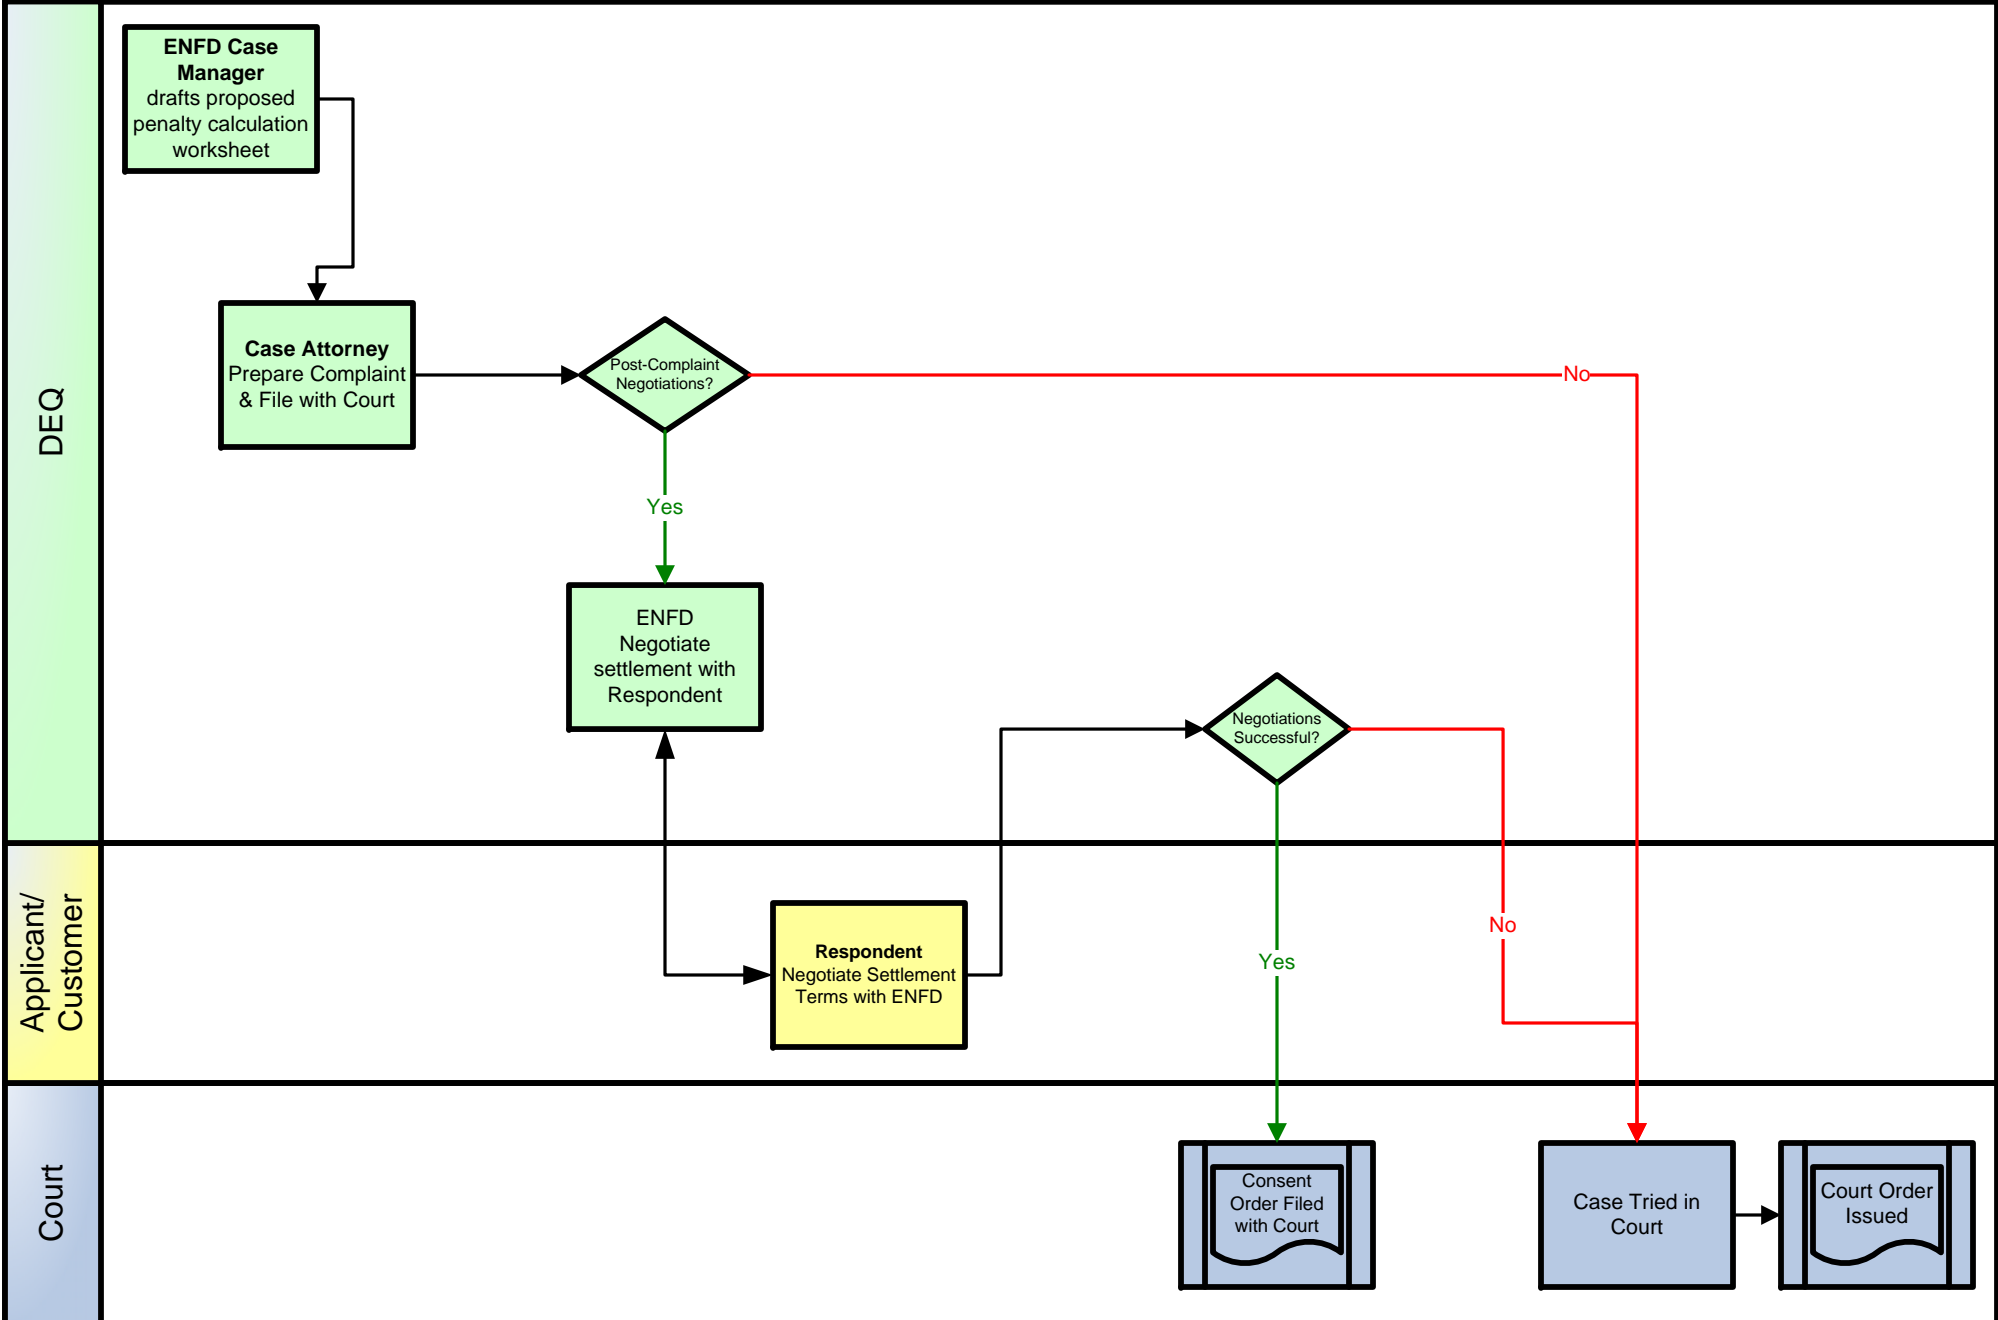 DEQ
ENFD Case
Manager
drafts proposed
penalty calculation
worksheet
Case Attorney
Prepare Complaint
& File with Court
Post-Complaint
Negotiations?
No
Yes
ENFD
Negotiate
settlement with
Respondent
Negotiations
Successful?
Applicant/
Customer
Respondent
Negotiate Settlement
Terms with ENFD
No
Yes
Court
Consent
Order Filed
with Court
Case Tried in
Court
Court Order
Issued